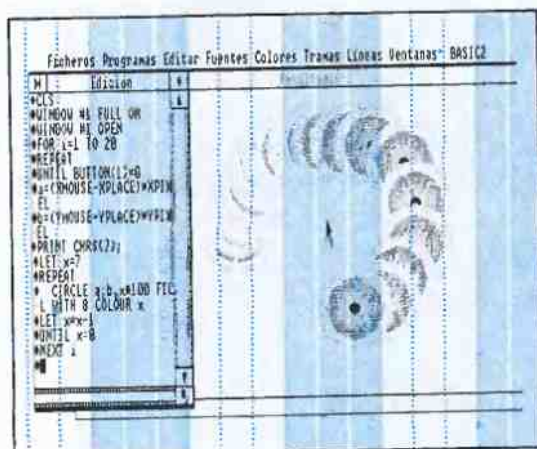 Ficheros Programas Editar Fuentes Colores Tramas Líneas Ventanas BASIC2
Edicion
*CLS
*WINDOW #1 FULL ON
*WINDOW #1 OPEN
*FOR i=1 TO 20
*REPEAT
*UNTIL BUTTON(1)=0
*a=(XMOUSE-XPLACE)*XPIX
EL
*b=(YMOUSE-YPLACE)*YPIX
EL
*PRINT CHR$(7);
*LET x=7
*REPEAT
* CIRCLE a;b,x*100 FIL
L WITH 8 COLOUR x
*LET x=x-1
*UNTIL x=0
*NEXT i
*